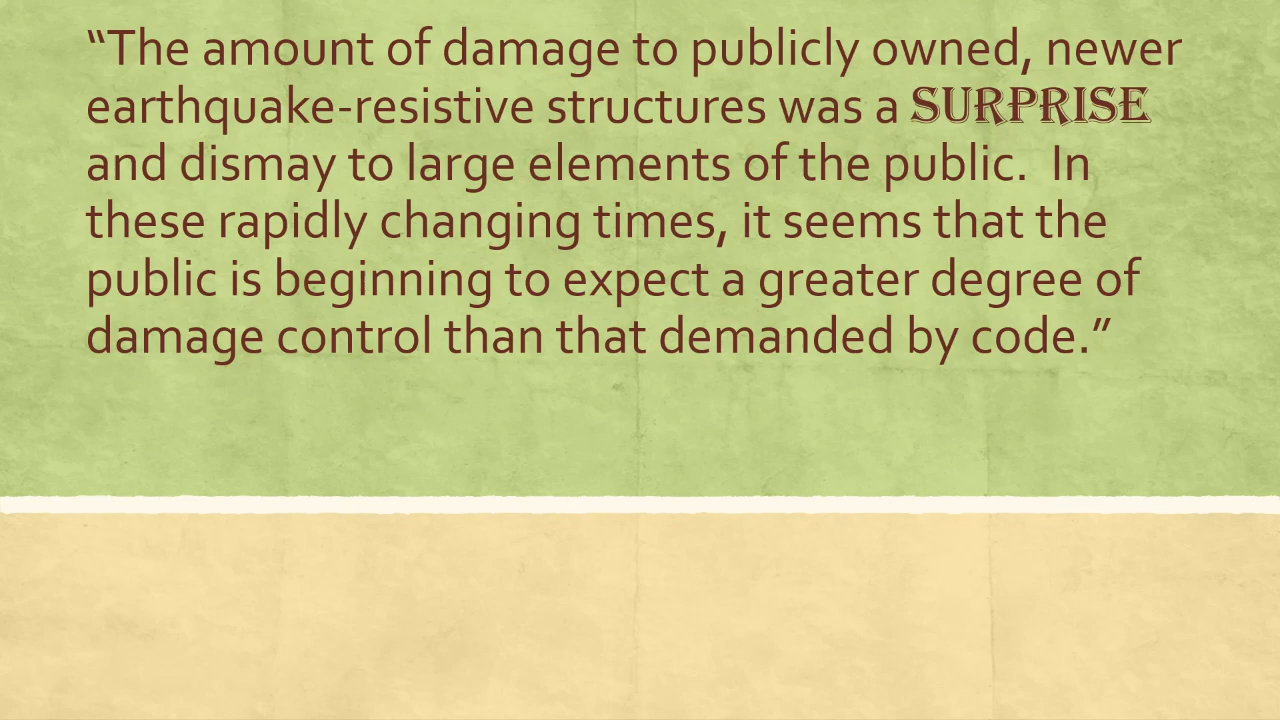 “The amount of damage to publicly owned, newer
earthquake-resistive structures was a SURPRISE
and dismay to large elements of the public.  In
these rapidly changing times, it seems that the
public is beginning to expect a greater degree of
damage control than that demanded by code.”